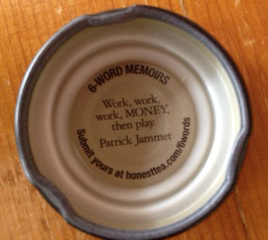 6-WORD MEMOIRS
Work, work,
work, MONEY,
then play.
Patrick Jammet
Submit yours at honesttea.com/6words